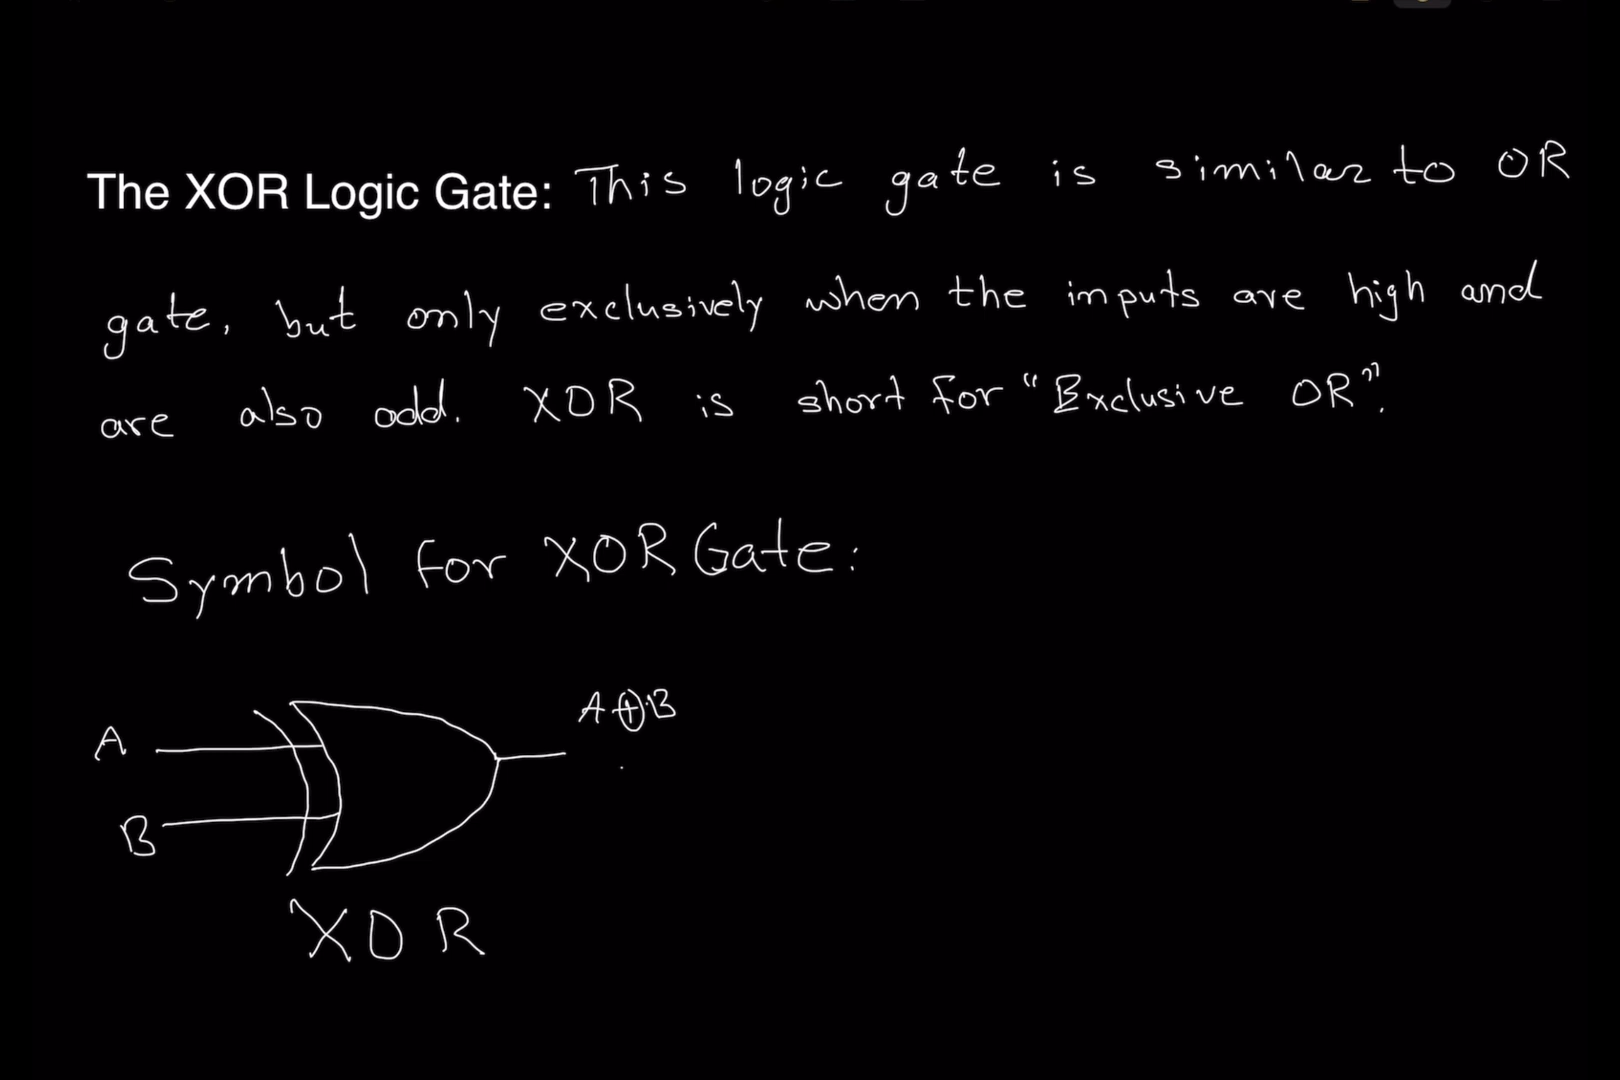 The XOR Logic Gate: This logic gate is similar to OR
gate, but only exclusively when the inputs are high and
are also odd. XOR is short for "Exclusive OR".
Symbol for XOR Gate:
A⊕B
A
B
XOR